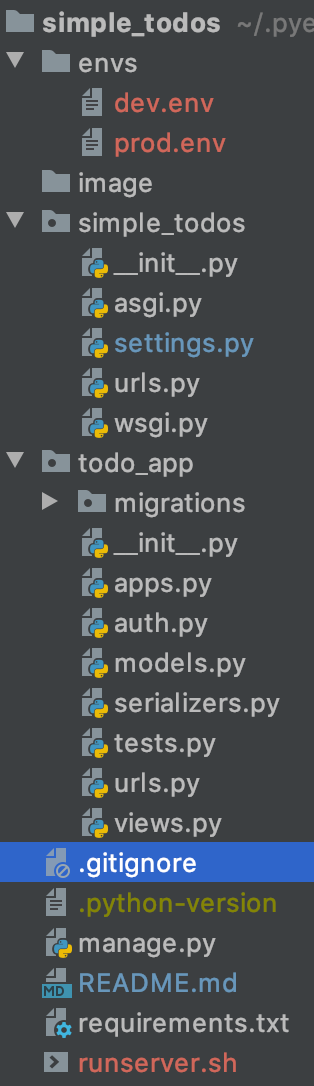 simple_todos ~/.pye
envs
dev.env
prod.env
image
simple_todos
__init__.py
asgi.py
settings.py
urls.py
wsgi.py
todo_app
migrations
__init__.py
apps.py
auth.py
models.py
serializers.py
tests.py
urls.py
views.py
.gitignore
.python-version
manage.py
MD README.md
requirements.txt
runserver.sh